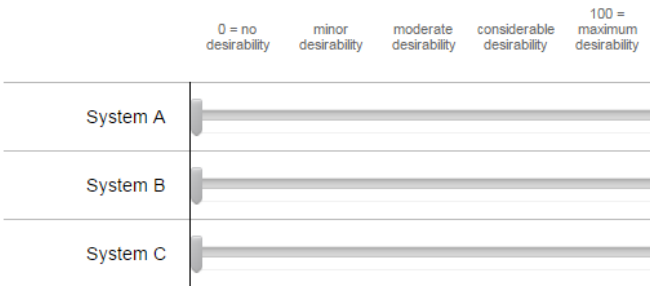 0 = no desirability
minor desirability
moderate desirability
considerable desirability
100 = maximum desirability
System A
System B
System C